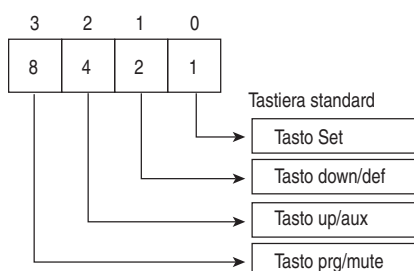 3 2 1 0
8 4 2 1
Tastiera standard
Tasto Set
Tasto down/def
Tasto up/aux
Tasto prg/mute